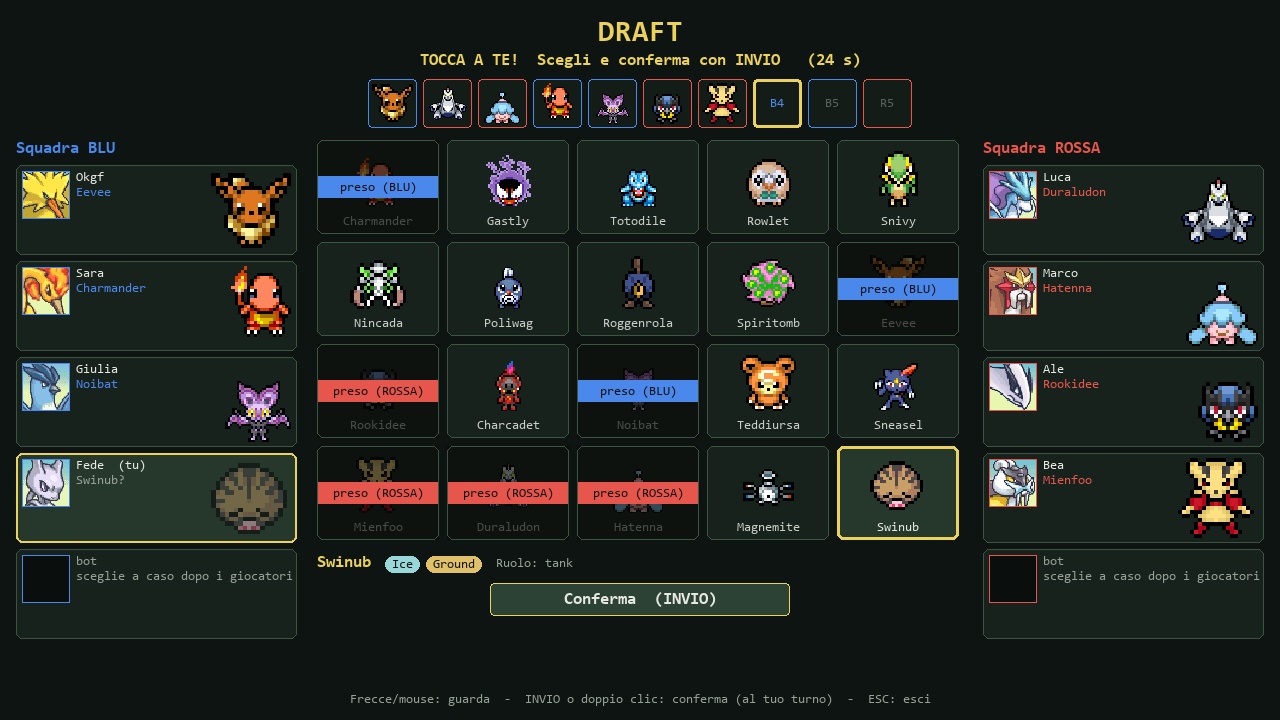 DRAFT
TOCCA A TE!  Scegli e conferma con INVIO   (24 s)
B4
B5
R5
Squadra BLU
Okgf
Eevee
Sara
Charmander
Giulia
Noibat
Fede  (tu)
Swinub?
bot
sceglie a caso dopo i giocatori
preso (BLU)
Charmander
Gastly
Totodile
Rowlet
Snivy
Nincada
Poliwag
Roggenrola
Spiritomb
preso (BLU)
Eevee
preso (ROSSA)
Rookidee
Charcadet
preso (BLU)
Noibat
Teddiursa
Sneasel
preso (ROSSA)
Mienfoo
preso (ROSSA)
Duraludon
preso (ROSSA)
Hatenna
Magnemite
Swinub
Swinub  Ice  Ground  Ruolo: tank
Conferma  (INVIO)
Squadra ROSSA
Luca
Duraludon
Marco
Hatenna
Ale
Rookidee
Bea
Mienfoo
bot
sceglie a caso dopo i giocatori
Frecce/mouse: guarda  -  INVIO o doppio clic: conferma (al tuo turno)  -  ESC: esci